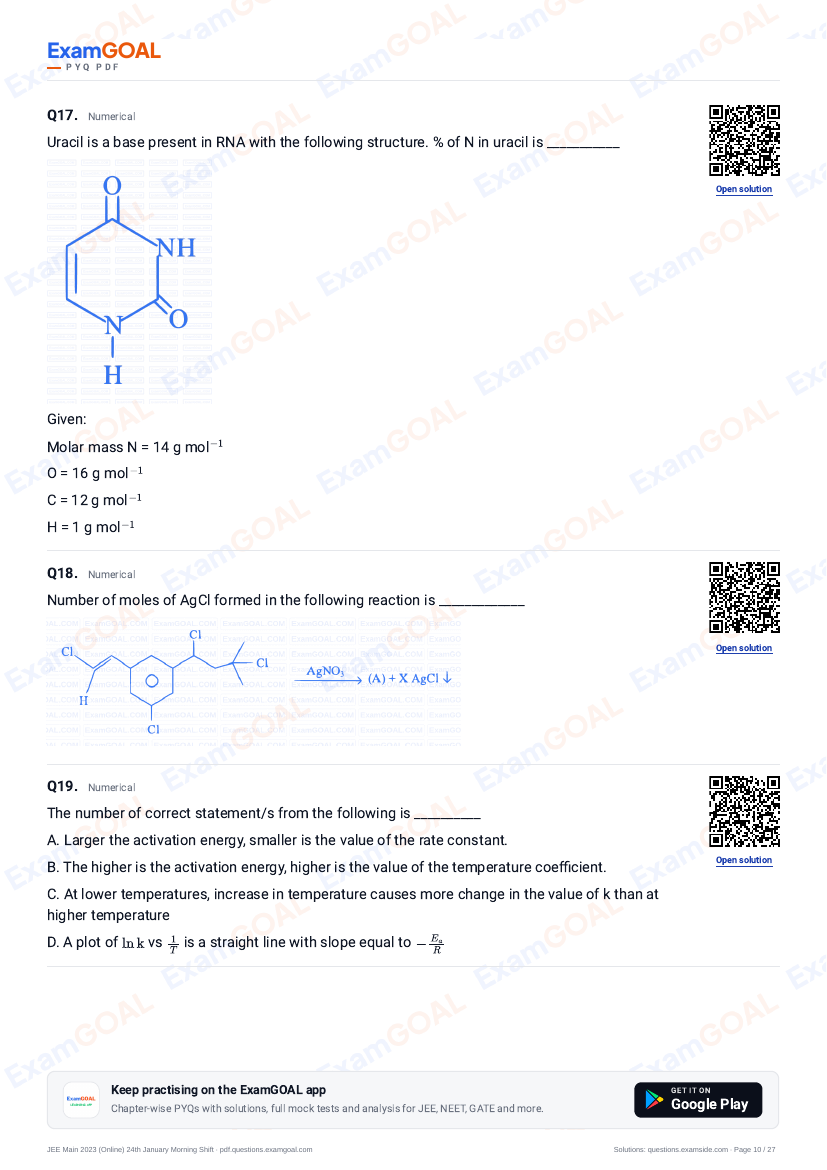 ExamGOAL
PYQ PDF
Q17. Numerical
Uracil is a base present in RNA with the following structure. % of N in uracil is ___________
Open solution
O
NH
N
O
H
Given:
Molar mass N = 14 g mol⁻¹
O = 16 g mol⁻¹
C = 12 g mol⁻¹
H = 1 g mol⁻¹
Q18. Numerical
Number of moles of AgCl formed in the following reaction is _____________
Open solution
Cl
Cl
Cl
H
Cl
AgNO₃
(A) + X AgCl ↓
Q19. Numerical
The number of correct statement/s from the following is __________
Open solution
A. Larger the activation energy, smaller is the value of the rate constant.
B. The higher is the activation energy, higher is the value of the temperature coefficient.
C. At lower temperatures, increase in temperature causes more change in the value of k than at
higher temperature
D. A plot of ln k vs 1/T is a straight line with slope equal to −Eₐ/R
Keep practising on the ExamGOAL app
Chapter-wise PYQs with solutions, full mock tests and analysis for JEE, NEET, GATE and more.
GET IT ON
Google Play
JEE Main 2023 (Online) 24th January Morning Shift · pdf.questions.examgoal.com
Solutions: questions.examside.com · Page 10 / 27